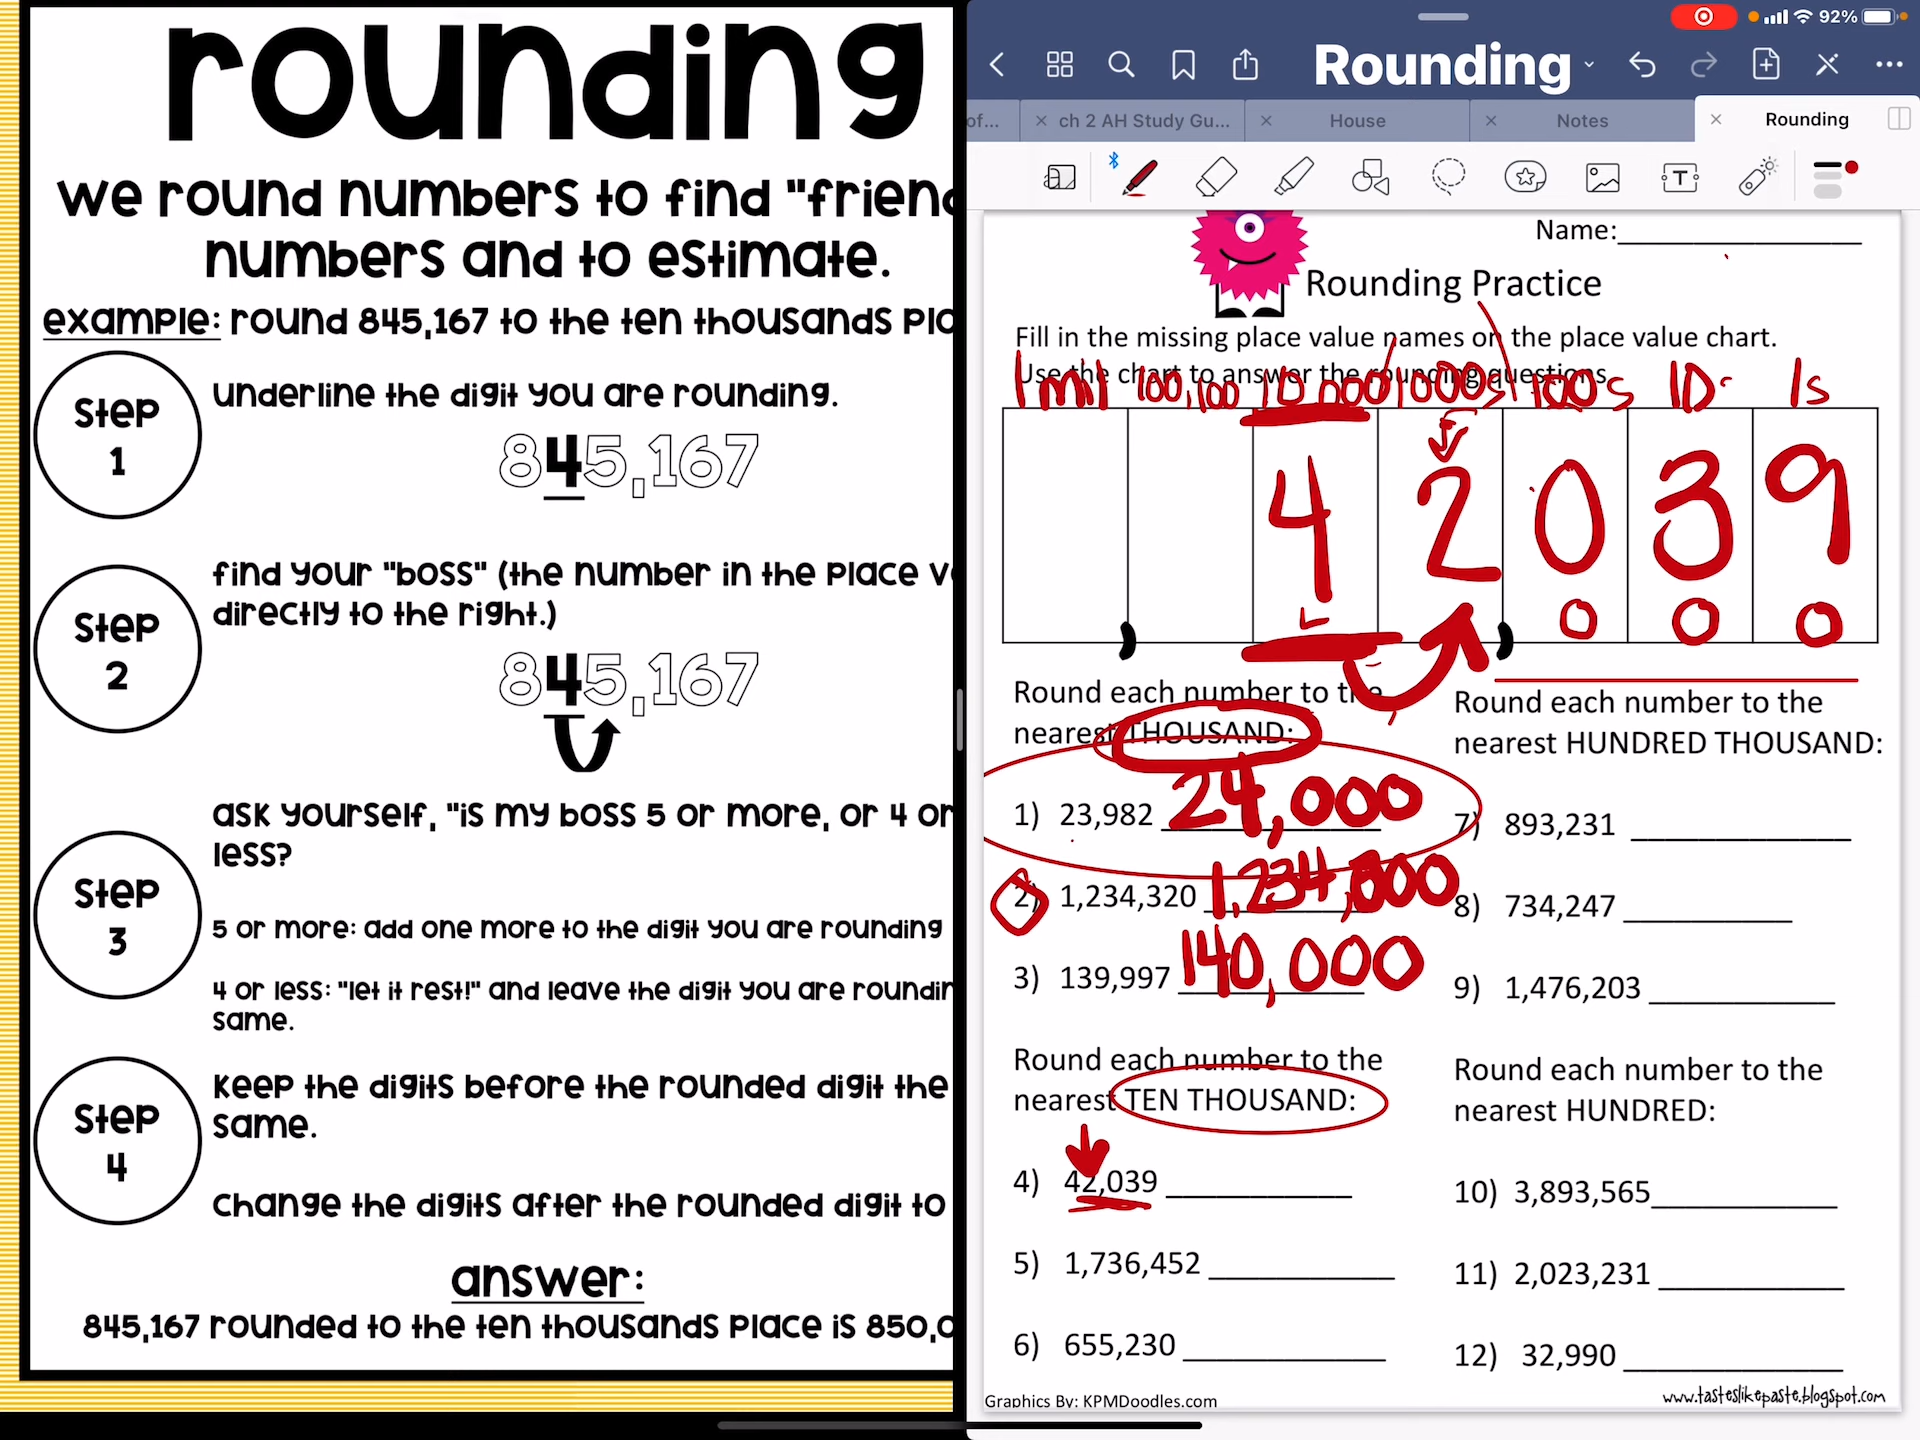 rounding
we round numbers to find "frien
numbers and to estimate.
example: round 845,167 to the ten thousands pl
Step
1
underline the digit you are rounding.
845,167
Step
2
find your "boss" (the number in the place v
directly to the right.)
845,167
Step
3
ask yourself, "is my boss 5 or more, or 4 or
less?
5 or more: add one more to the digit you are rounding
4 or less: "let it rest!" and leave the digit you are roundin
same.
Step
4
keep the digits before the rounded digit the
same.
change the digits after the rounded digit to
answer:
845,167 rounded to the ten thousands place is 850,0
92%
Rounding
of...
ch 2 AH Study Gu...
House
Notes
Rounding
Name:
Rounding Practice
Fill in the missing place value names on the place value chart.
Use the chart to answer the rounding questions
1 mil 100,100 10,000 1000s 100s 10s 1s
4 2 0 3 9
, , 0 0 0
Round each number to the
nearest THOUSAND:
1) 23,982 24,000
2) 1,234,320 1,234,000
3) 139,997 140,000
Round each number to the
nearest TEN THOUSAND:
4) 42,039
5) 1,736,452
6) 655,230
Round each number to the
nearest HUNDRED THOUSAND:
7) 893,231
8) 734,247
9) 1,476,203
Round each number to the
nearest HUNDRED:
10) 3,893,565
11) 2,023,231
12) 32,990
Graphics By: KPMDoodles.com
www.tasteslikepaste.blogspot.com